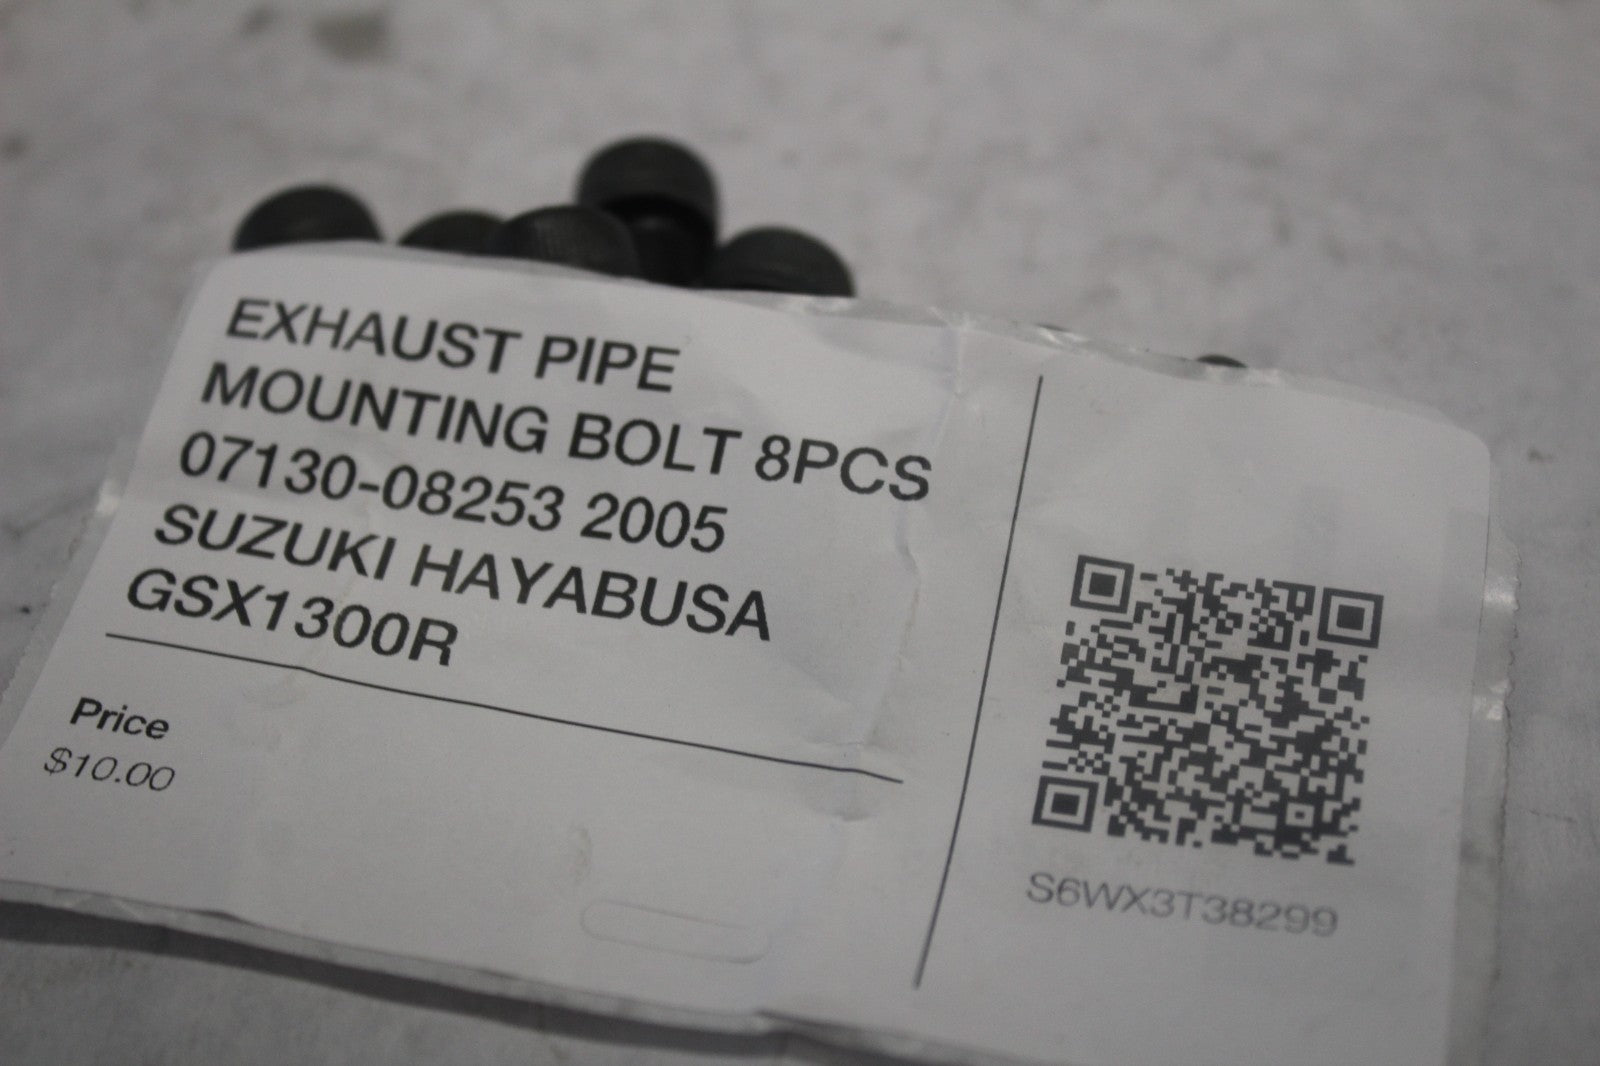 EXHAUST PIPE
MOUNTING BOLT 8PCS
07130-08253 2005
SUZUKI HAYABUSA
GSX1300R
Price
$10.00
S6WX3T38299